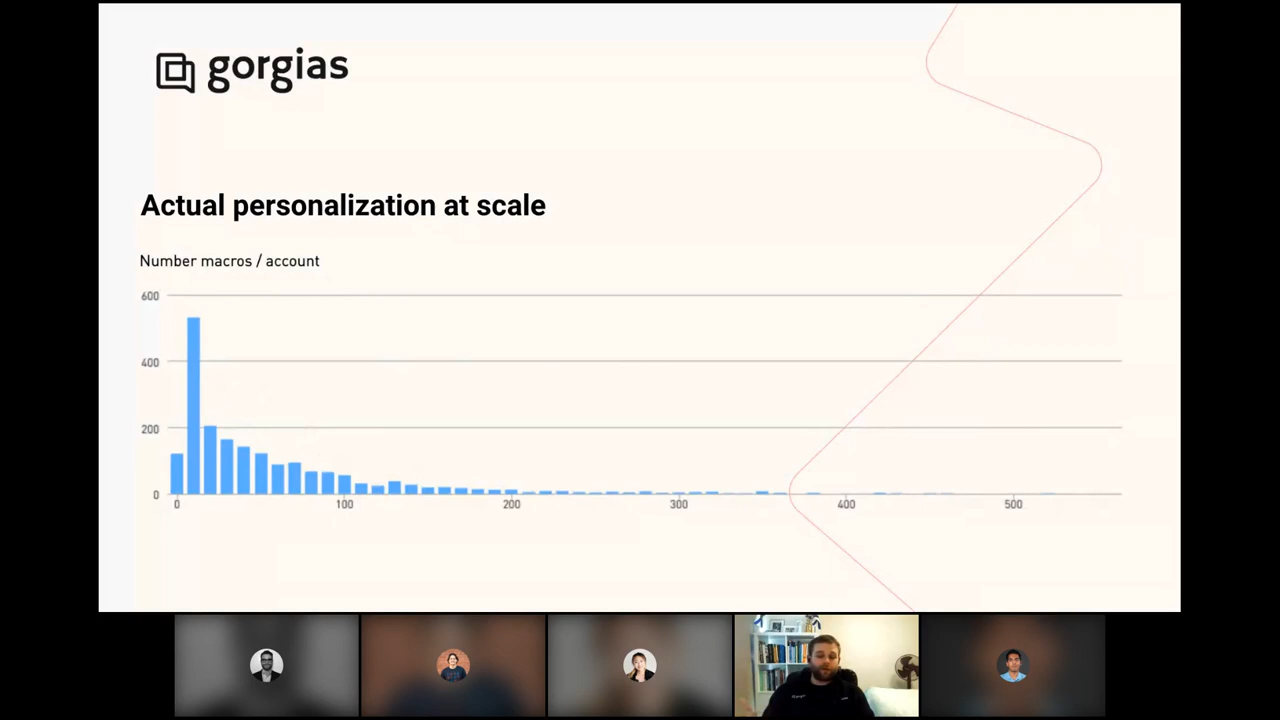 gorgias
Actual personalization at scale
Number macros / account
600
400
200
0
0 100 200 300 400 500